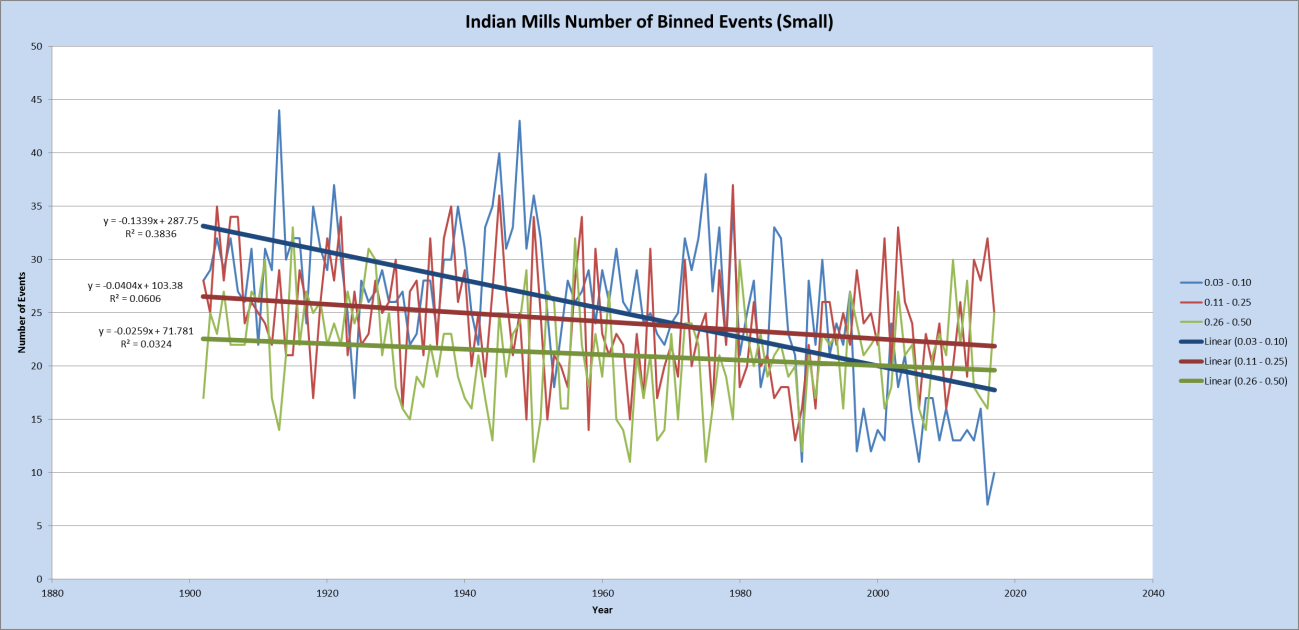 Indian Mills Number of Binned Events (Small)
50
45
40
35
30
25
20
15
10
5
0
Number of Events
y = -0.1339x + 287.75
R² = 0.3836
y = -0.0404x + 103.38
R² = 0.0606
y = -0.0259x + 71.781
R² = 0.0324
1880 1900 1920 1940 1960 1980 2000 2020 2040
Year
0.03 - 0.10
0.11 - 0.25
0.26 - 0.50
Linear (0.03 - 0.10)
Linear (0.11 - 0.25)
Linear (0.26 - 0.50)